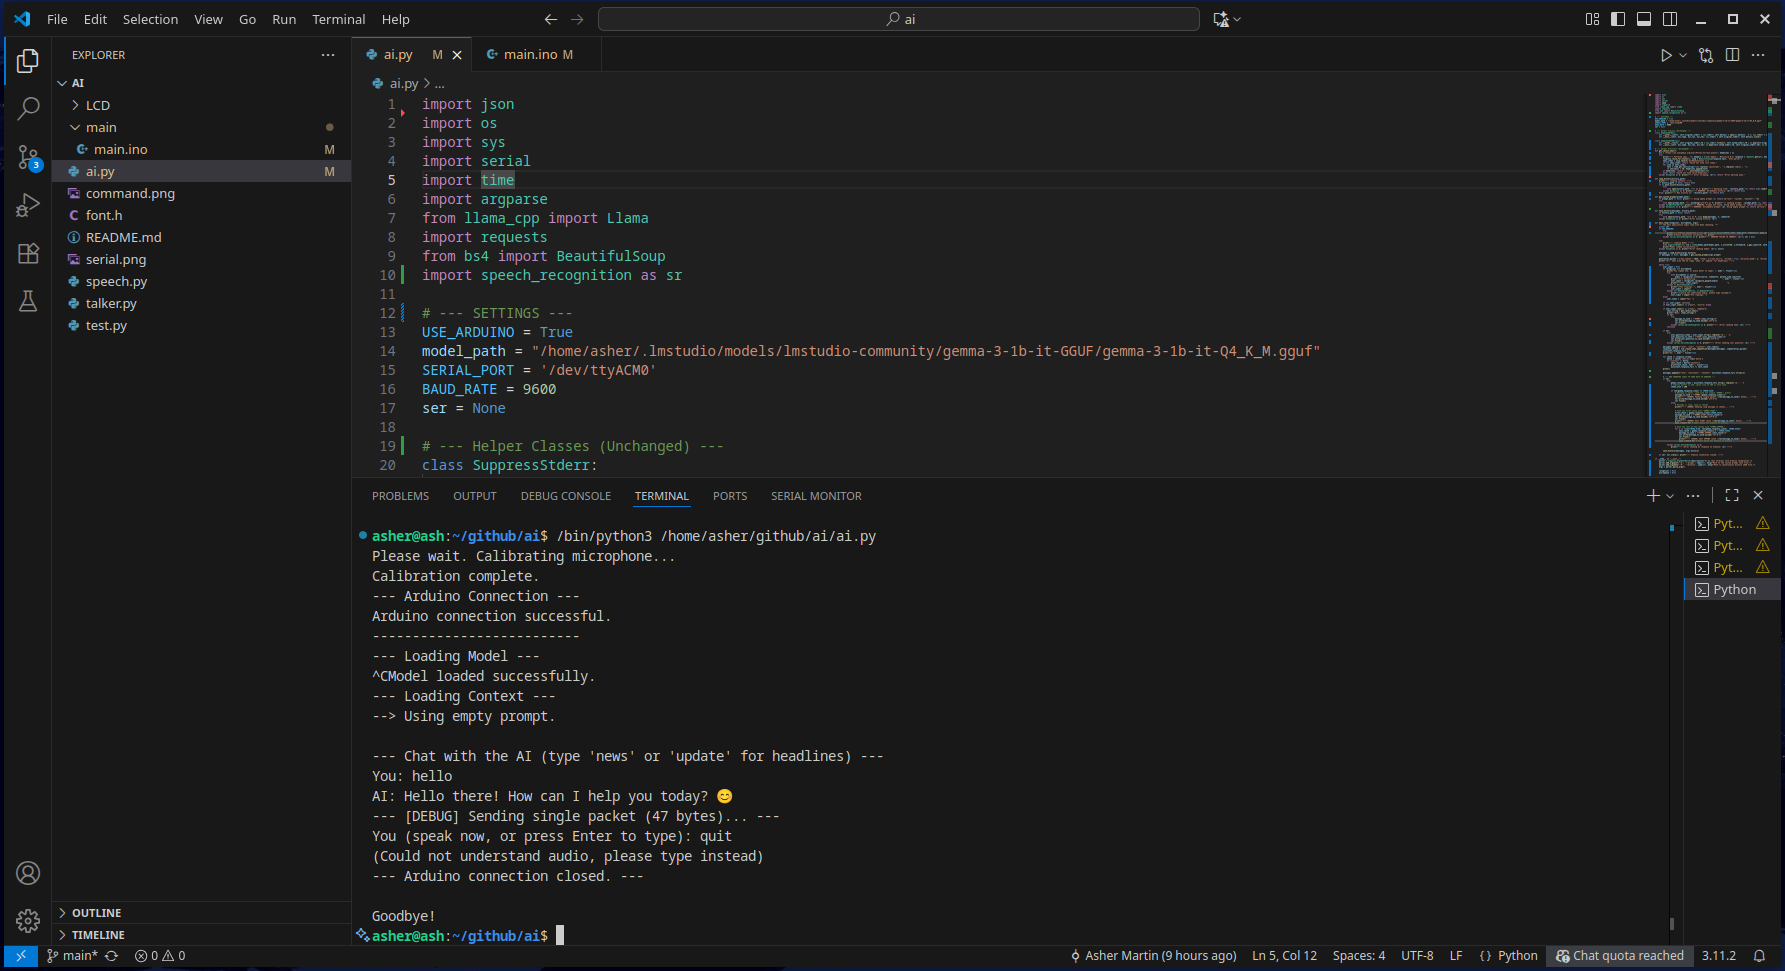 File Edit Selection View Go Run Terminal Help
ai
EXPLORER
AI
LCD
main
main.ino M
ai.py M
command.png
font.h
README.md
serial.png
speech.py
talker.py
test.py
OUTLINE
TIMELINE
3
ai.py M
main.ino M
ai.py > ...
1 import json
2 import os
3 import sys
4 import serial
5 import time
6 import argparse
7 from llama_cpp import Llama
8 import requests
9 from bs4 import BeautifulSoup
10 import speech_recognition as sr
11
12 # --- SETTINGS ---
13 USE_ARDUINO = True
14 model_path = "/home/asher/.lmstudio/models/lmstudio-community/gemma-3-1b-it-GGUF/gemma-3-1b-it-Q4_K_M.gguf"
15 SERIAL_PORT = '/dev/ttyACM0'
16 BAUD_RATE = 9600
17 ser = None
18
19 # --- Helper Classes (Unchanged) ---
20 class SuppressStderr:
PROBLEMS OUTPUT DEBUG CONSOLE TERMINAL PORTS SERIAL MONITOR
asher@ash:~/github/ai$ /bin/python3 /home/asher/github/ai/ai.py
Please wait. Calibrating microphone...
Calibration complete.
--- Arduino Connection ---
Arduino connection successful.
--------------------------
--- Loading Model ---
^CModel loaded successfully.
--- Loading Context ---
--> Using empty prompt.
--- Chat with the AI (type 'news' or 'update' for headlines) ---
You: hello
AI: Hello there! How can I help you today? 😊
--- [DEBUG] Sending single packet (47 bytes)... ---
You (speak now, or press Enter to type): quit
(Could not understand audio, please type instead)
--- Arduino connection closed. ---
Goodbye!
asher@ash:~/github/ai$
Pyt...
Pyt...
Pyt...
Python
main* 0 0 Asher Martin (9 hours ago) Ln 5, Col 12 Spaces: 4 UTF-8 LF {} Python Chat quota reached 3.11.2